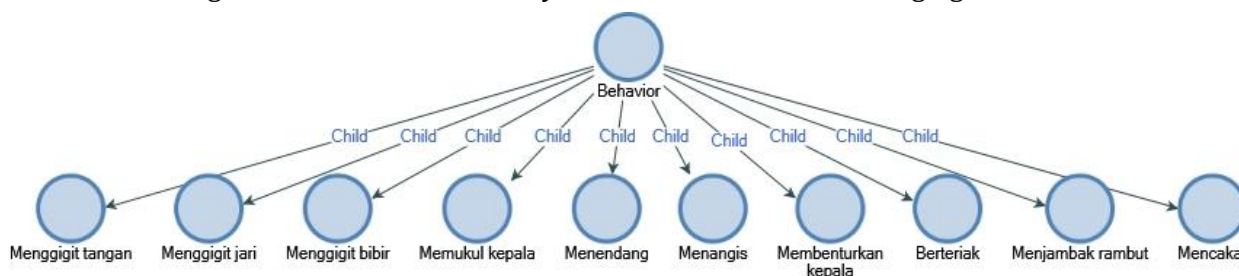 Behavior
Child Child Child Child Child Child Child Child Child Child
Menggigit tangan Menggigit jari Menggigit bibir Memukul kepala Menendang Menangis Membenturkan kepala Berteriak Menjambak rambut Mencaka